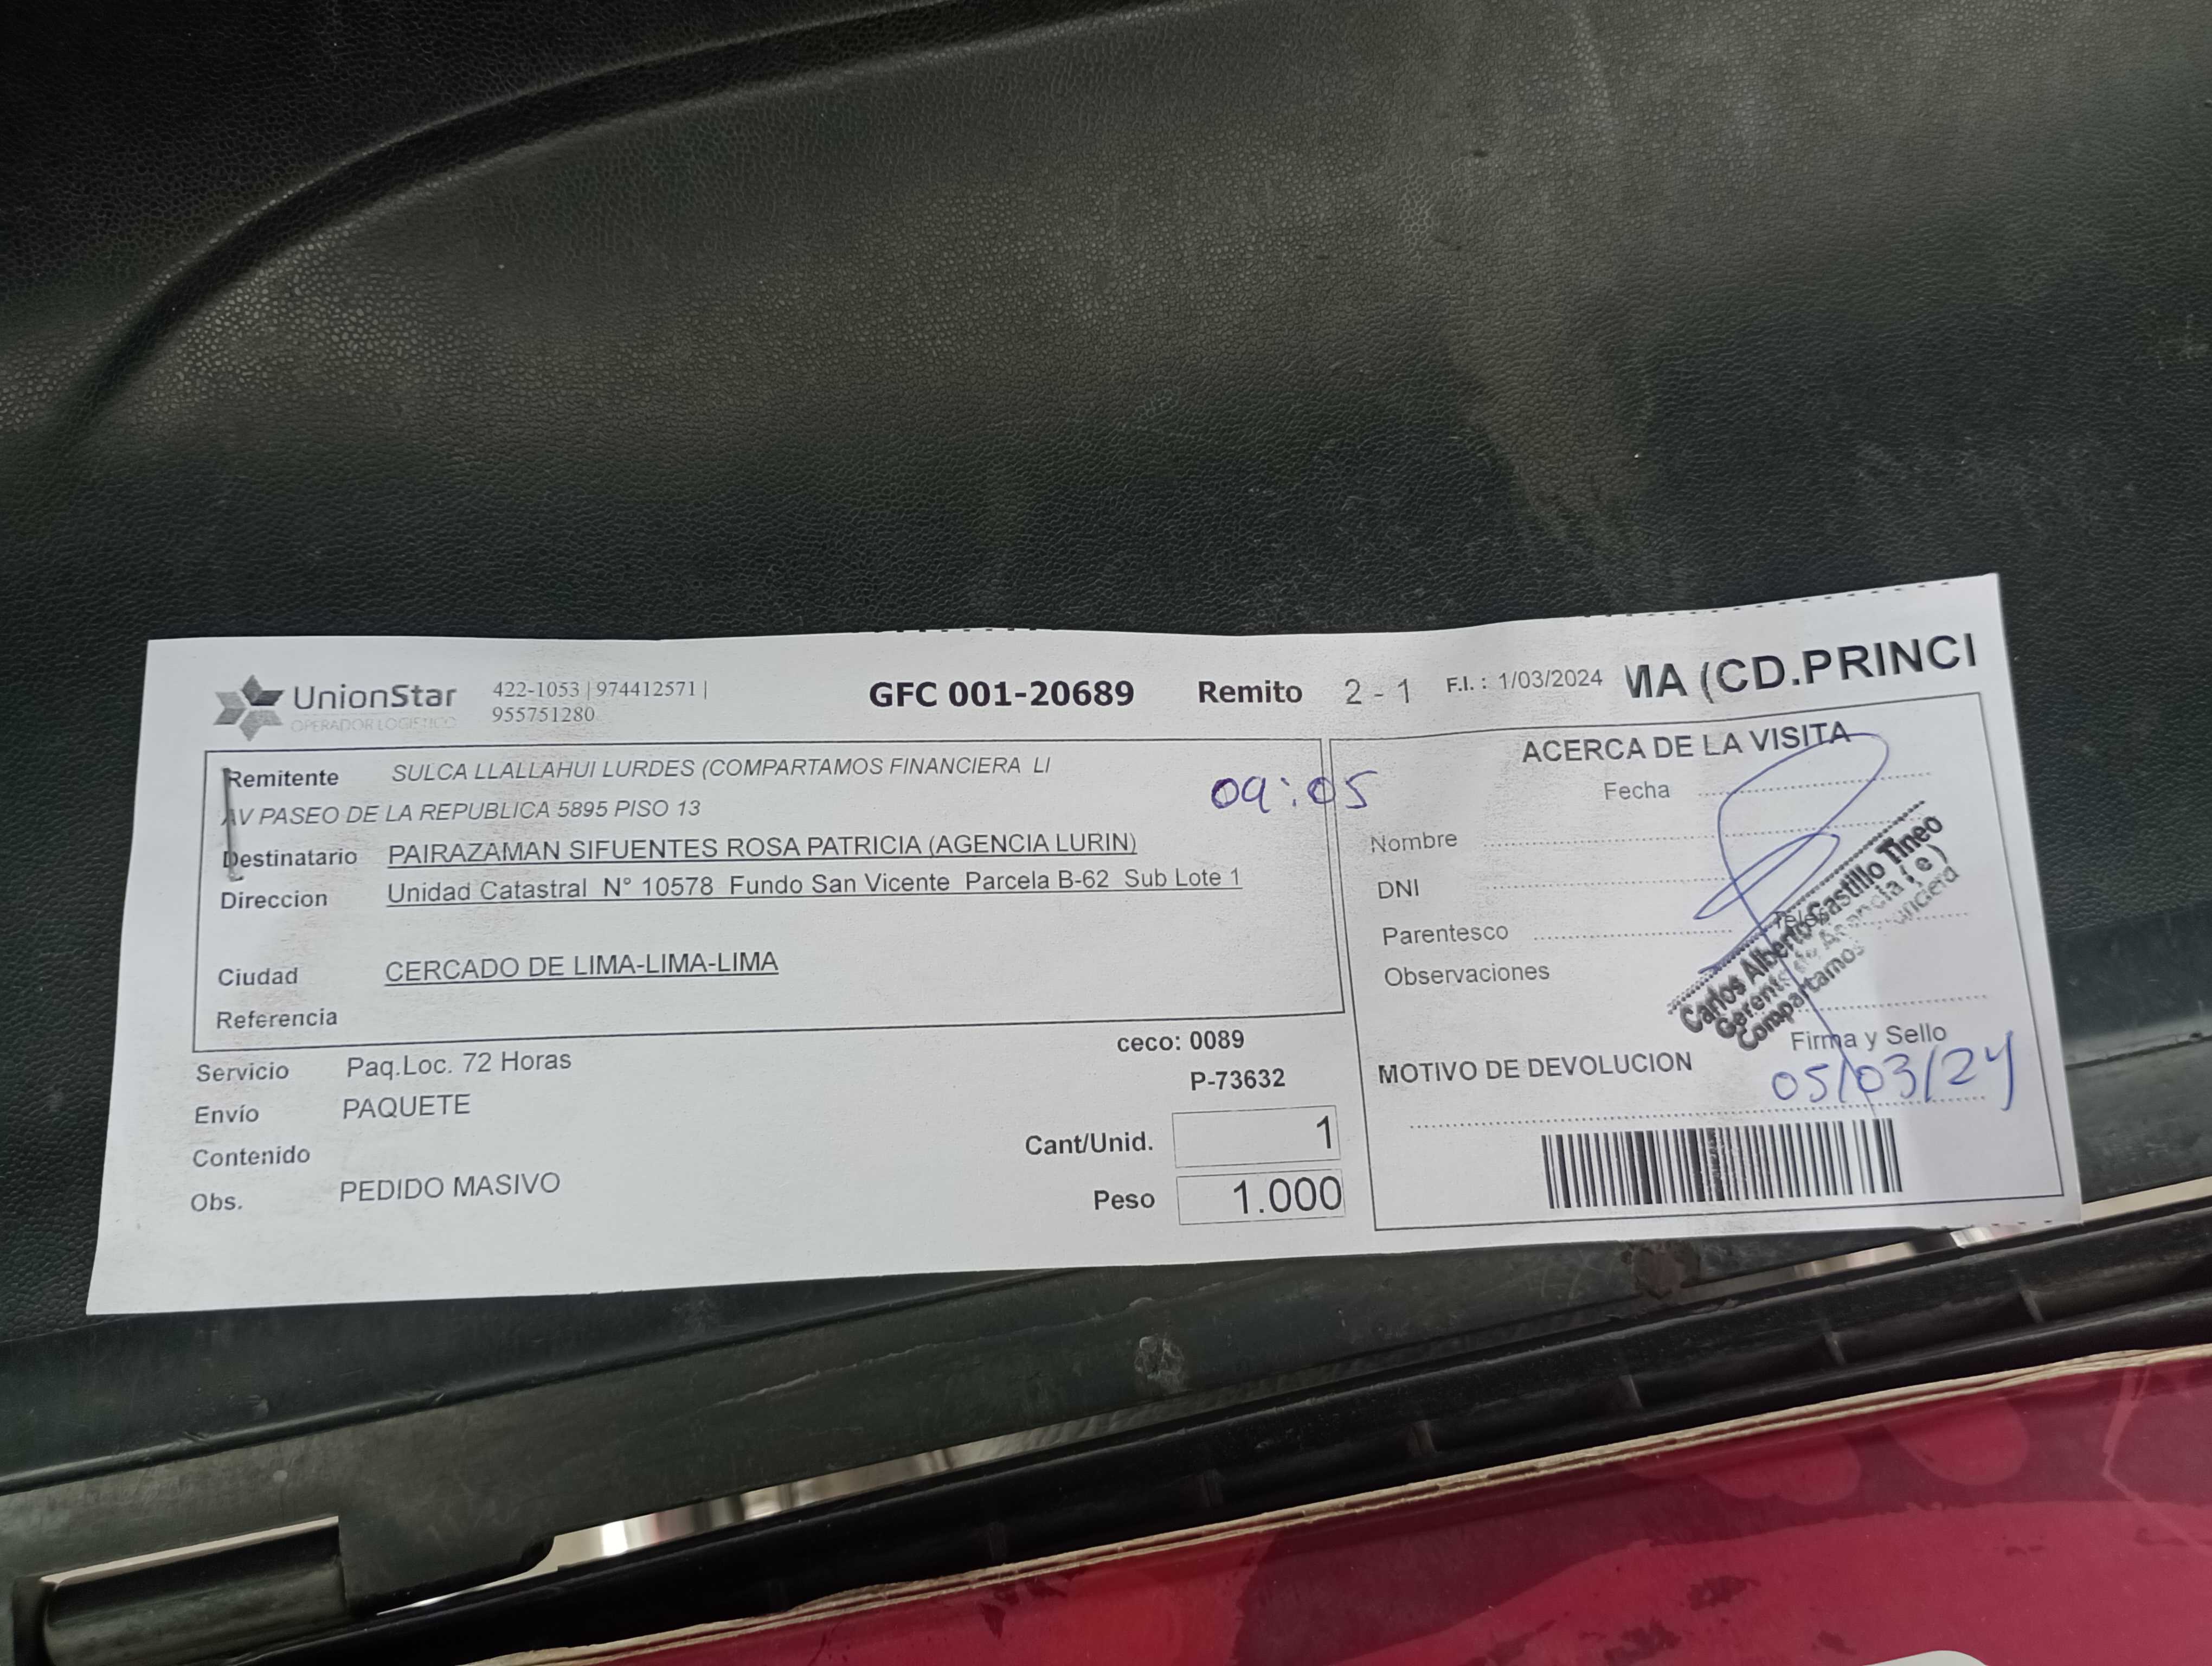 UnionStar
OPERADOR LOGISTICO
422-1053 | 974412571 |
955751280
GFC 001-20689 Remito 2 - 1 F.I. : 1/03/2024 MA (CD.PRINCI
Remitente SULCA LLALLAHUI LURDES (COMPARTAMOS FINANCIERA LI
AV PASEO DE LA REPUBLICA 5895 PISO 13
09:05
Destinatario PAIRAZAMAN SIFUENTES ROSA PATRICIA (AGENCIA LURIN)
Direccion Unidad Catastral N° 10578 Fundo San Vicente Parcela B-62 Sub Lote 1
Ciudad CERCADO DE LIMA-LIMA-LIMA
Referencia
Servicio Paq.Loc. 72 Horas
Envío PAQUETE
Contenido
Obs. PEDIDO MASIVO
ceco: 0089
P-73632
Cant/Unid. 1
Peso 1.000
ACERCA DE LA VISITA
Fecha
Nombre
DNI
Parentesco
Observaciones
Carlos Alberto Castillo Tineo
Gerente de Agencia ( e )
Compartamos
Firma y Sello
MOTIVO DE DEVOLUCION
05/03/24